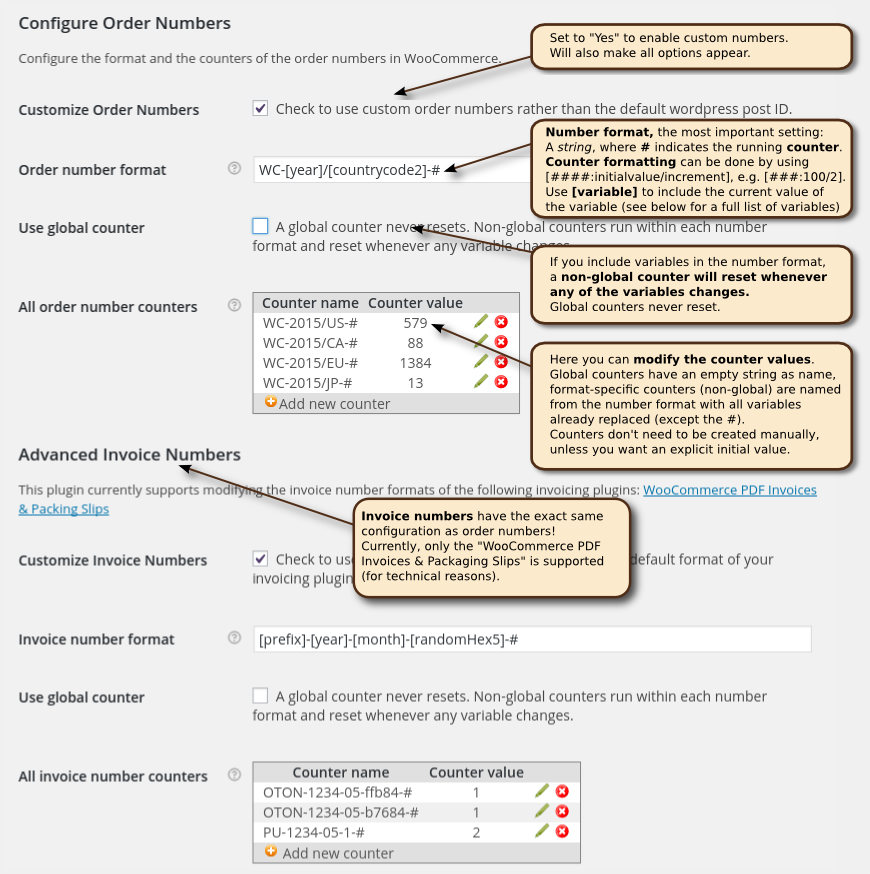 Configure Order Numbers
Configure the format and the counters of the order numbers in WooCommerce.
Set to "Yes" to enable custom numbers.
Will also make all options appear.
Customize Order Numbers
Check to use custom order numbers rather than the default wordpress post ID.
Number format, the most important setting:
A string, where # indicates the running counter.
Counter formatting can be done by using
[####:initialvalue/increment], e.g. [###:100/2].
Use [variable] to include the current value of
the variable (see below for a full list of variables)
Order number format
WC-[year]/[countrycode2]-#
Use global counter
A global counter never resets. Non-global counters run within each number
format and reset whenever any variable changes.
If you include variables in the number format,
a non-global counter will reset whenever
any of the variables changes.
Global counters never reset.
All order number counters
Counter name Counter value
WC-2015/US-# 579
WC-2015/CA-# 88
WC-2015/EU-# 1384
WC-2015/JP-# 13
Add new counter
Here you can modify the counter values.
Global counters have an empty string as name,
format-specific counters (non-global) are named
from the number format with all variables
already replaced (except the #).
Counters don't need to be created manually,
unless you want an explicit initial value.
Advanced Invoice Numbers
This plugin currently supports modifying the invoice number formats of the following invoicing plugins: WooCommerce PDF Invoices
& Packing Slips
Invoice numbers have the exact same
configuration as order numbers!
Currently, only the "WooCommerce PDF
Invoices & Packaging Slips" is supported
(for technical reasons).
Customize Invoice Numbers
Check to use default format of your
invoicing plugin
Invoice number format
[prefix]-[year]-[month]-[randomHex5]-#
Use global counter
A global counter never resets. Non-global counters run within each number
format and reset whenever any variable changes.
All invoice number counters
Counter name Counter value
OTON-1234-05-ffb84-# 1
OTON-1234-05-b7684-# 1
PU-1234-05-1-# 2
Add new counter